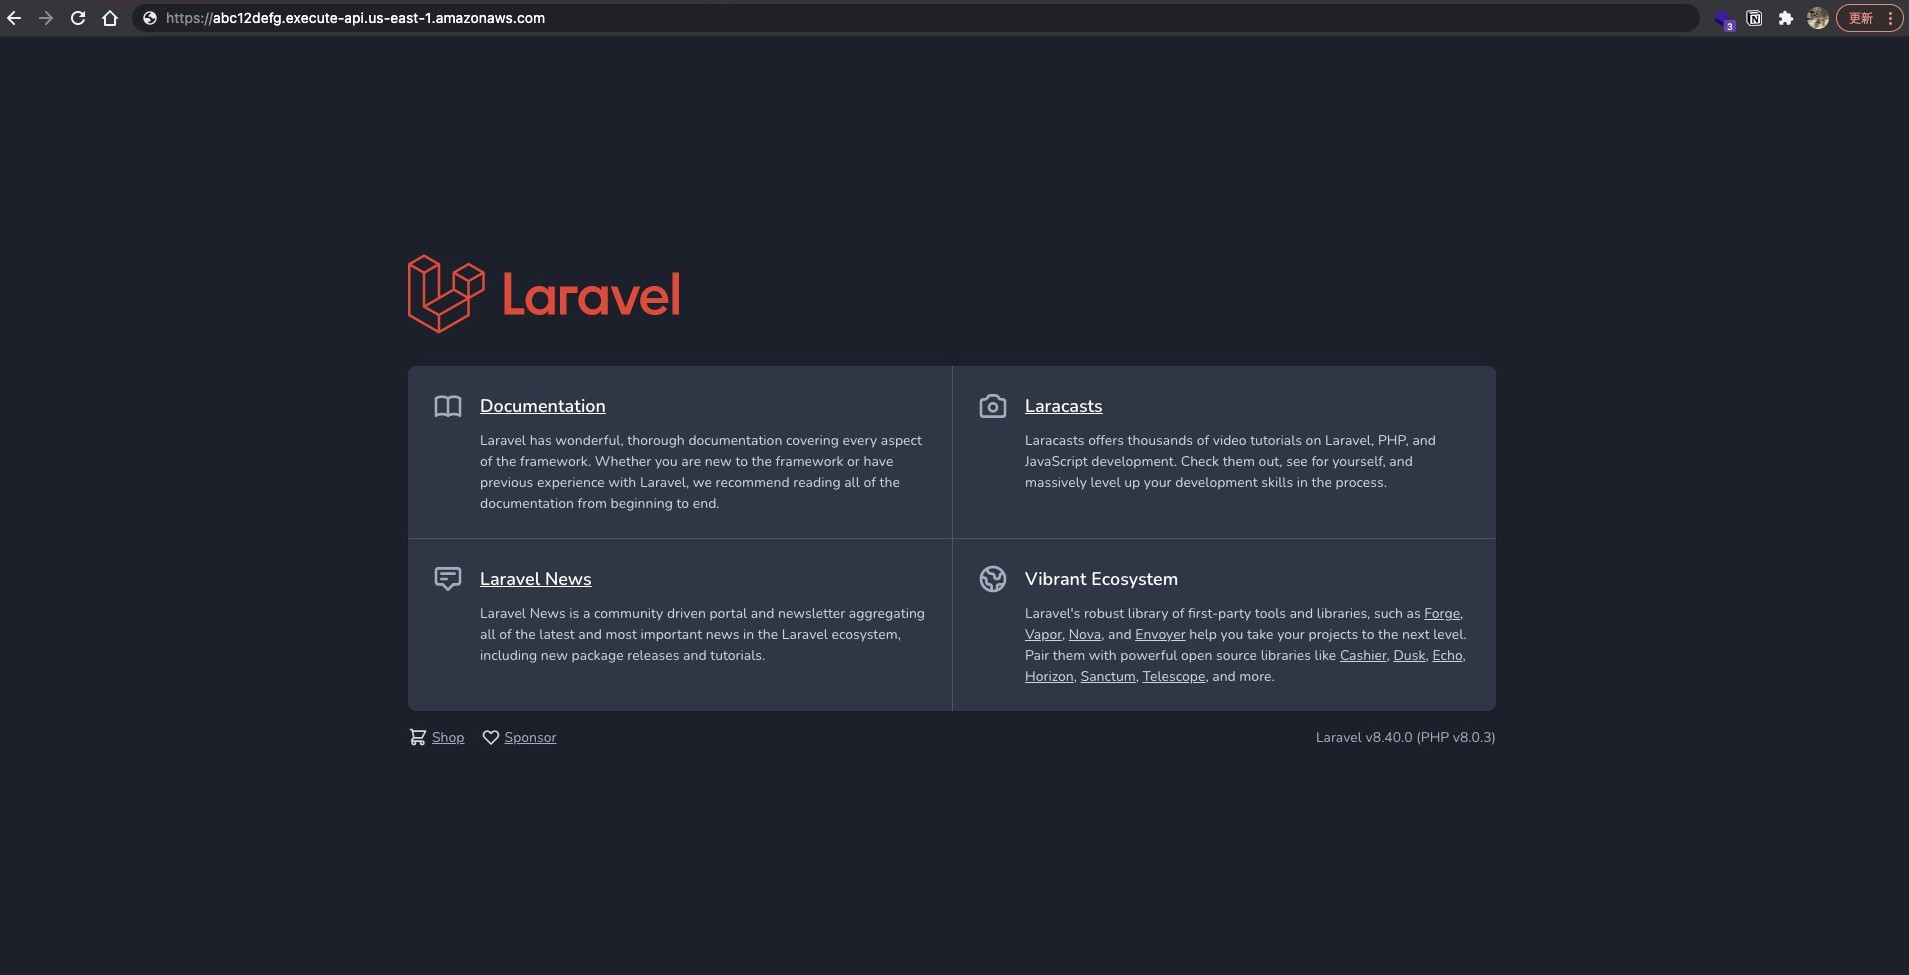 https://abc12defg.execute-api.us-east-1.amazonaws.com
3
更新
Laravel
Documentation
Laravel has wonderful, thorough documentation covering every aspect
of the framework. Whether you are new to the framework or have
previous experience with Laravel, we recommend reading all of the
documentation from beginning to end.
Laracasts
Laracasts offers thousands of video tutorials on Laravel, PHP, and
JavaScript development. Check them out, see for yourself, and
massively level up your development skills in the process.
Laravel News
Laravel News is a community driven portal and newsletter aggregating
all of the latest and most important news in the Laravel ecosystem,
including new package releases and tutorials.
Vibrant Ecosystem
Laravel's robust library of first-party tools and libraries, such as Forge,
Vapor, Nova, and Envoyer help you take your projects to the next level.
Pair them with powerful open source libraries like Cashier, Dusk, Echo,
Horizon, Sanctum, Telescope, and more.
Shop
Sponsor
Laravel v8.40.0 (PHP v8.0.3)